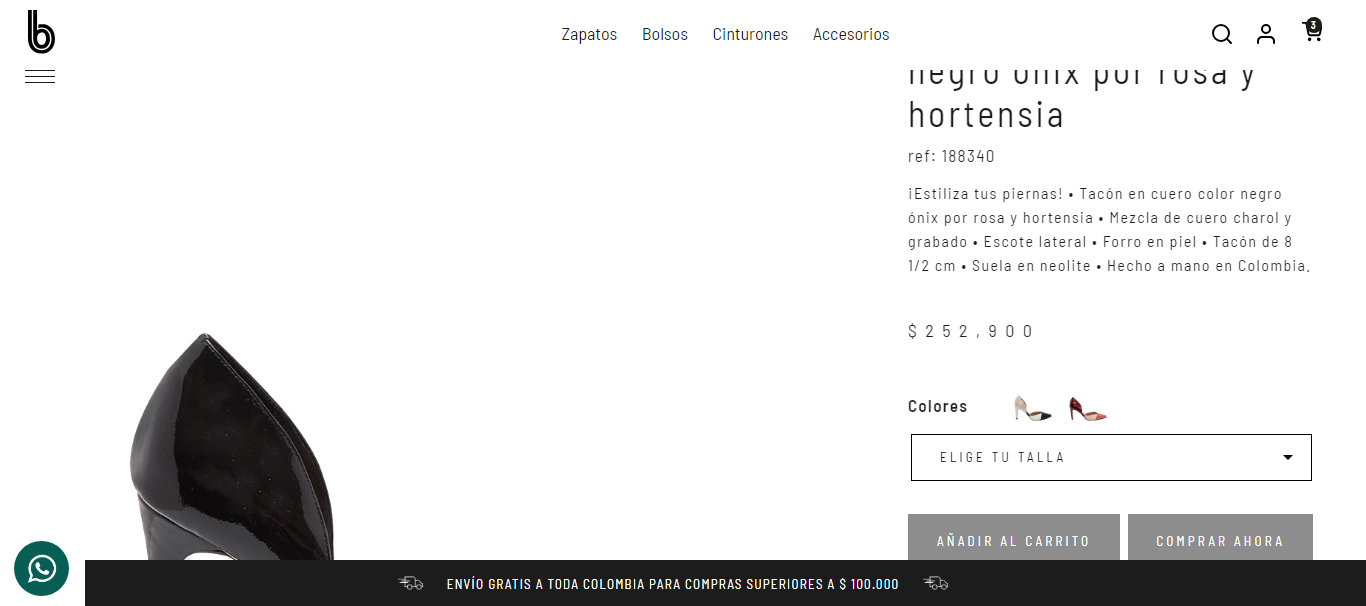 b
Zapatos Bolsos Cinturones Accesorios
3
negro ónix por rosa y
hortensia
ref: 188340
¡Estiliza tus piernas! • Tacón en cuero color negro
ónix por rosa y hortensia • Mezcla de cuero charol y
grabado • Escote lateral • Forro en piel • Tacón de 8
1/2 cm • Suela en neolite • Hecho a mano en Colombia.
$252,900
Colores
ELIGE TU TALLA
AÑADIR AL CARRITO
COMPRAR AHORA
ENVÍO GRATIS A TODA COLOMBIA PARA COMPRAS SUPERIORES A $ 100.000